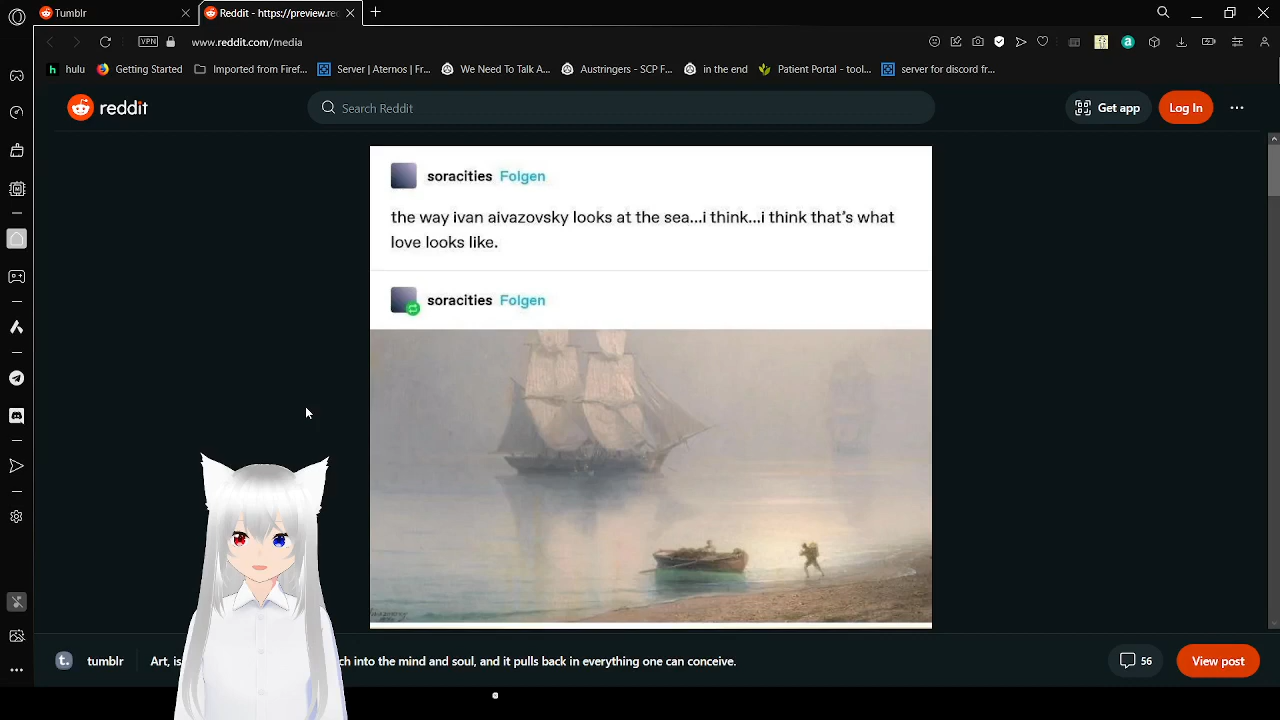 Tumblr
Reddit - https://preview.red
VPN
www.reddit.com/media
hulu
Getting Started
Imported from Firef...
Server | Aternos | Fr...
We Need To Talk A...
Austringers - SCP F...
in the end
Patient Portal - tool...
server for discord fr...
reddit
Search Reddit
Get app
Log In
soracities Folgen
the way ivan aivazovsky looks at the sea...i think...i think that's what
love looks like.
soracities Folgen
tumblr
Art, is
ch into the mind and soul, and it pulls back in everything one can conceive.
56
View post